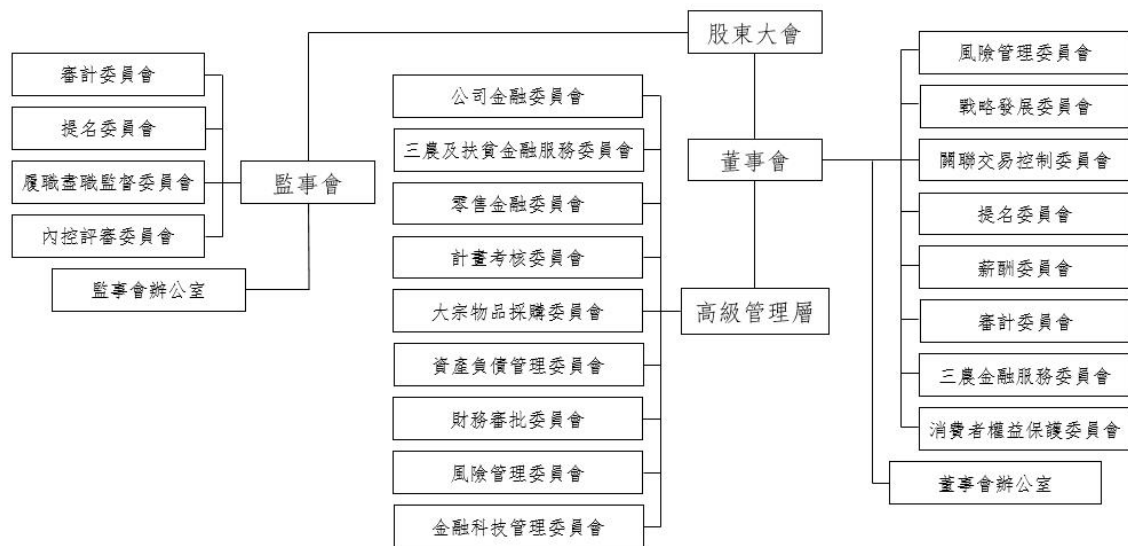 股東大會
監事會
審計委員會
提名委員會
履職盡職監督委員會
內控評審委員會
監事會辦公室
董事會
風險管理委員會
戰略發展委員會
關聯交易控制委員會
提名委員會
薪酬委員會
審計委員會
三農金融服務委員會
消費者權益保護委員會
董事會辦公室
高級管理層
公司金融委員會
三農及扶貧金融服務委員會
零售金融委員會
計畫考核委員會
大宗物品採購委員會
資產負債管理委員會
財務審批委員會
風險管理委員會
金融科技管理委員會